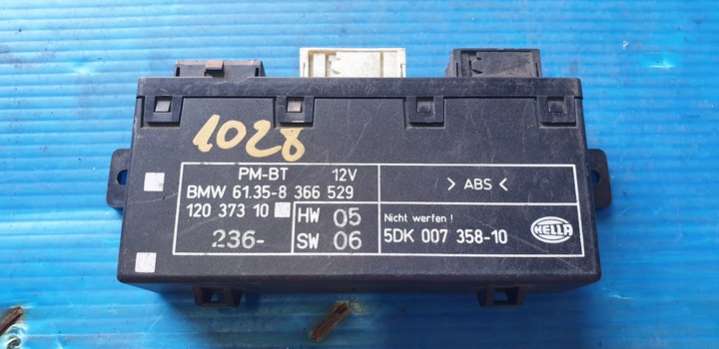 1028
PM-BT 12V
BMW 61.35-8 366 529
120 373 10
236-
HW 05
SW 06
> ABS <
Nicht werfen !
5DK 007 358-10
HELLA